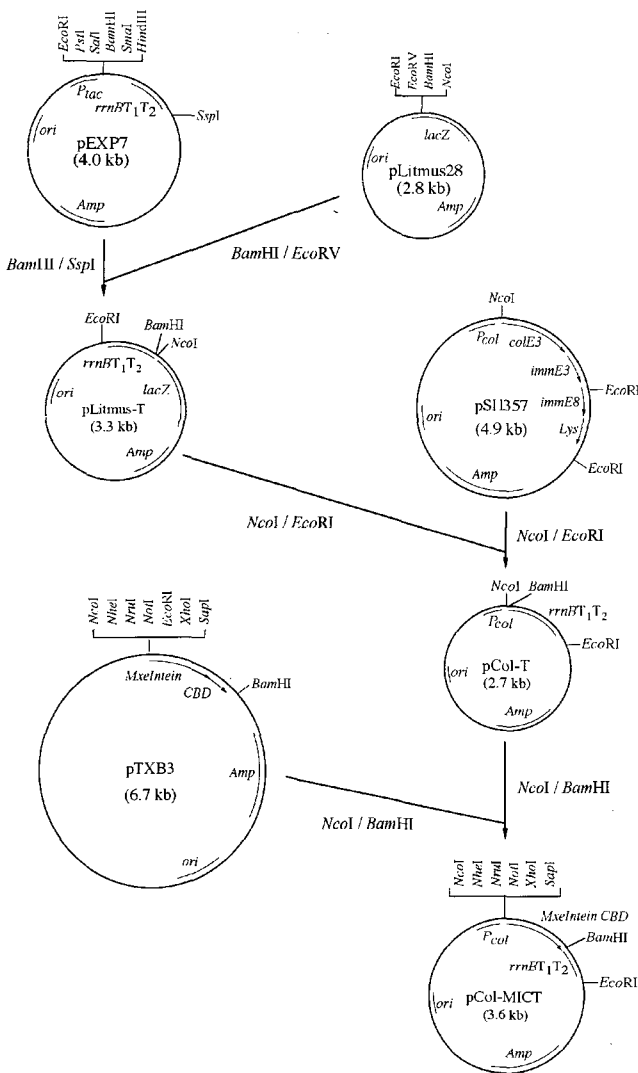 EcoRI
PstI
SalI
BamHI
SmaI
HindIII
Ptac
rrnBT1T2
SspI
ori
pEXP7
(4.0 kb)
Amp
EcoRI
EcoRV
BamHI
NcoI
lacZ
ori
pLitmus28
(2.8 kb)
Amp
BamHI / SspI
BamHI / EcoRV
EcoRI
BamHI
NcoI
rrnBT1T2
lacZ
ori
pLitmus-T
(3.3 kb)
Amp
NcoI
Pcol colE3
immE3
EcoRI
immE8
pSH357
(4.9 kb)
Lys
ori
EcoRI
Amp
NcoI / EcoRI
NcoI / EcoRI
NcoI BamHI
rrnBT1T2
Pcol
EcoRI
ori
pCol-T
(2.7 kb)
Amp
NcoI
NheI
NruI
NotI
EcoRI
XhoI
SapI
MxeIntein
CBD
BamHI
pTXB3
(6.7 kb)
Amp
ori
NcoI / BamHI
NcoI / BamHI
NcoI
NheI
NruI
NotI
XhoI
SapI
MxeIntein CBD
Pcol
BamHI
rrnBT1T2
EcoRI
ori
pCol-MICT
(3.6 kb)
Amp